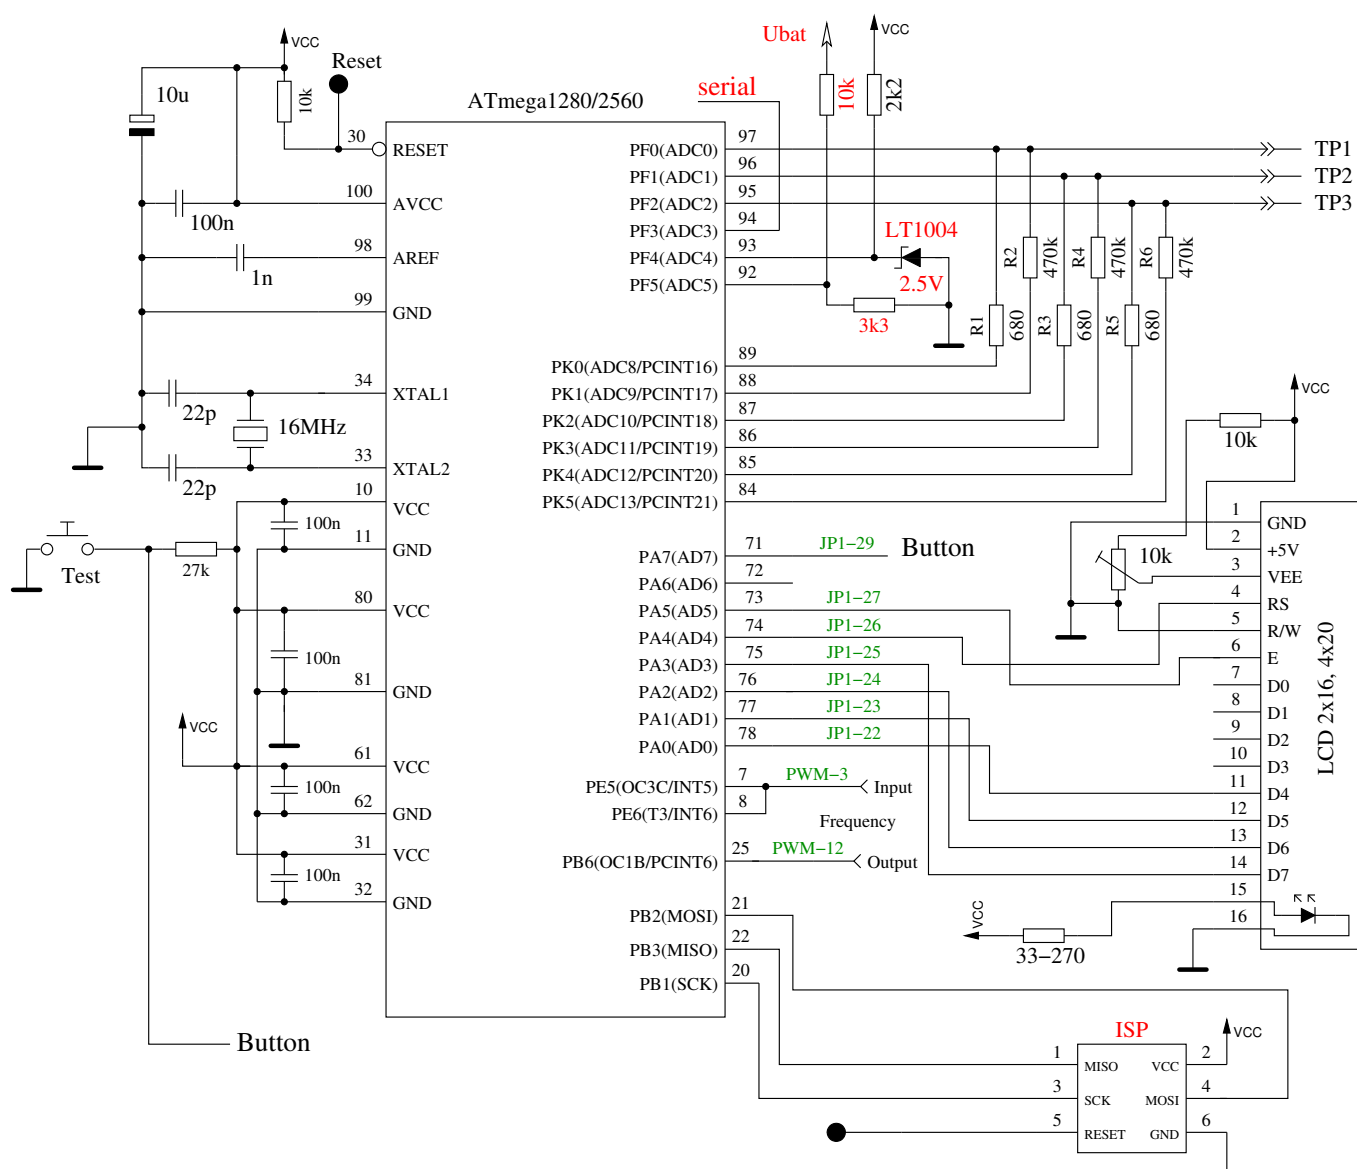 Ubat
VCC
VCC
Reset
10u
10k
10k
2k2
serial
ATmega1280/2560
30
RESET
PF0(ADC0)
97
TP1
PF1(ADC1)
96
TP2
100
AVCC
PF2(ADC2)
95
TP3
100n
PF3(ADC3)
94
LT1004
98
AREF
PF4(ADC4)
93
R2
470k
R4
470k
R6
470k
1n
PF5(ADC5)
92
2.5V
99
GND
3k3
R1
680
R3
680
R5
680
PK0(ADC8/PCINT16)
89
34
XTAL1
PK1(ADC9/PCINT17)
88
VCC
22p
PK2(ADC10/PCINT18)
87
16MHz
PK3(ADC11/PCINT19)
86
10k
33
XTAL2
PK4(ADC12/PCINT20)
85
22p
10
VCC
PK5(ADC13/PCINT21)
84
100n
1
GND
11
GND
PA7(AD7)
71
JP1−29
Button
2
+5V
Test
27k
10k
PA6(AD6)
72
3
VEE
80
VCC
PA5(AD5)
73
JP1−27
4
RS
PA4(AD4)
74
JP1−26
5
R/W
100n
PA3(AD3)
75
JP1−25
6
E
81
GND
PA2(AD2)
76
JP1−24
7
D0
PA1(AD1)
77
JP1−23
8
D1
VCC
PA0(AD0)
78
JP1−22
9
D2
LCD 2x16, 4x20
61
VCC
10
D3
100n
PE5(OC3C/INT5)
7
PWM−3
Input
11
D4
62
GND
PE6(T3/INT6)
8
Frequency
12
D5
31
VCC
PB6(OC1B/PCINT6)
25
PWM−12
Output
13
D6
100n
14
D7
32
GND
PB2(MOSI)
21
15
VCC
16
PB3(MISO)
22
33−270
PB1(SCK)
20
Button
ISP
VCC
1
MISO
VCC
2
3
SCK
MOSI
4
5
RESET
GND
6